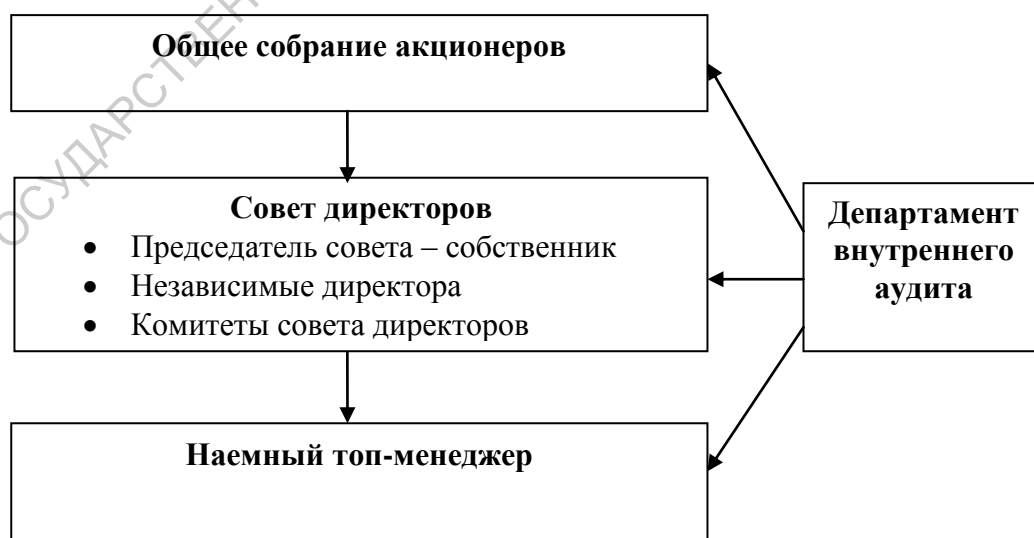 Общее собрание акционеров
Совет директоров
• Председатель совета – собственник
• Независимые директора
• Комитеты совета директоров
Департамент
внутреннего
аудита
Наемный топ-менеджер